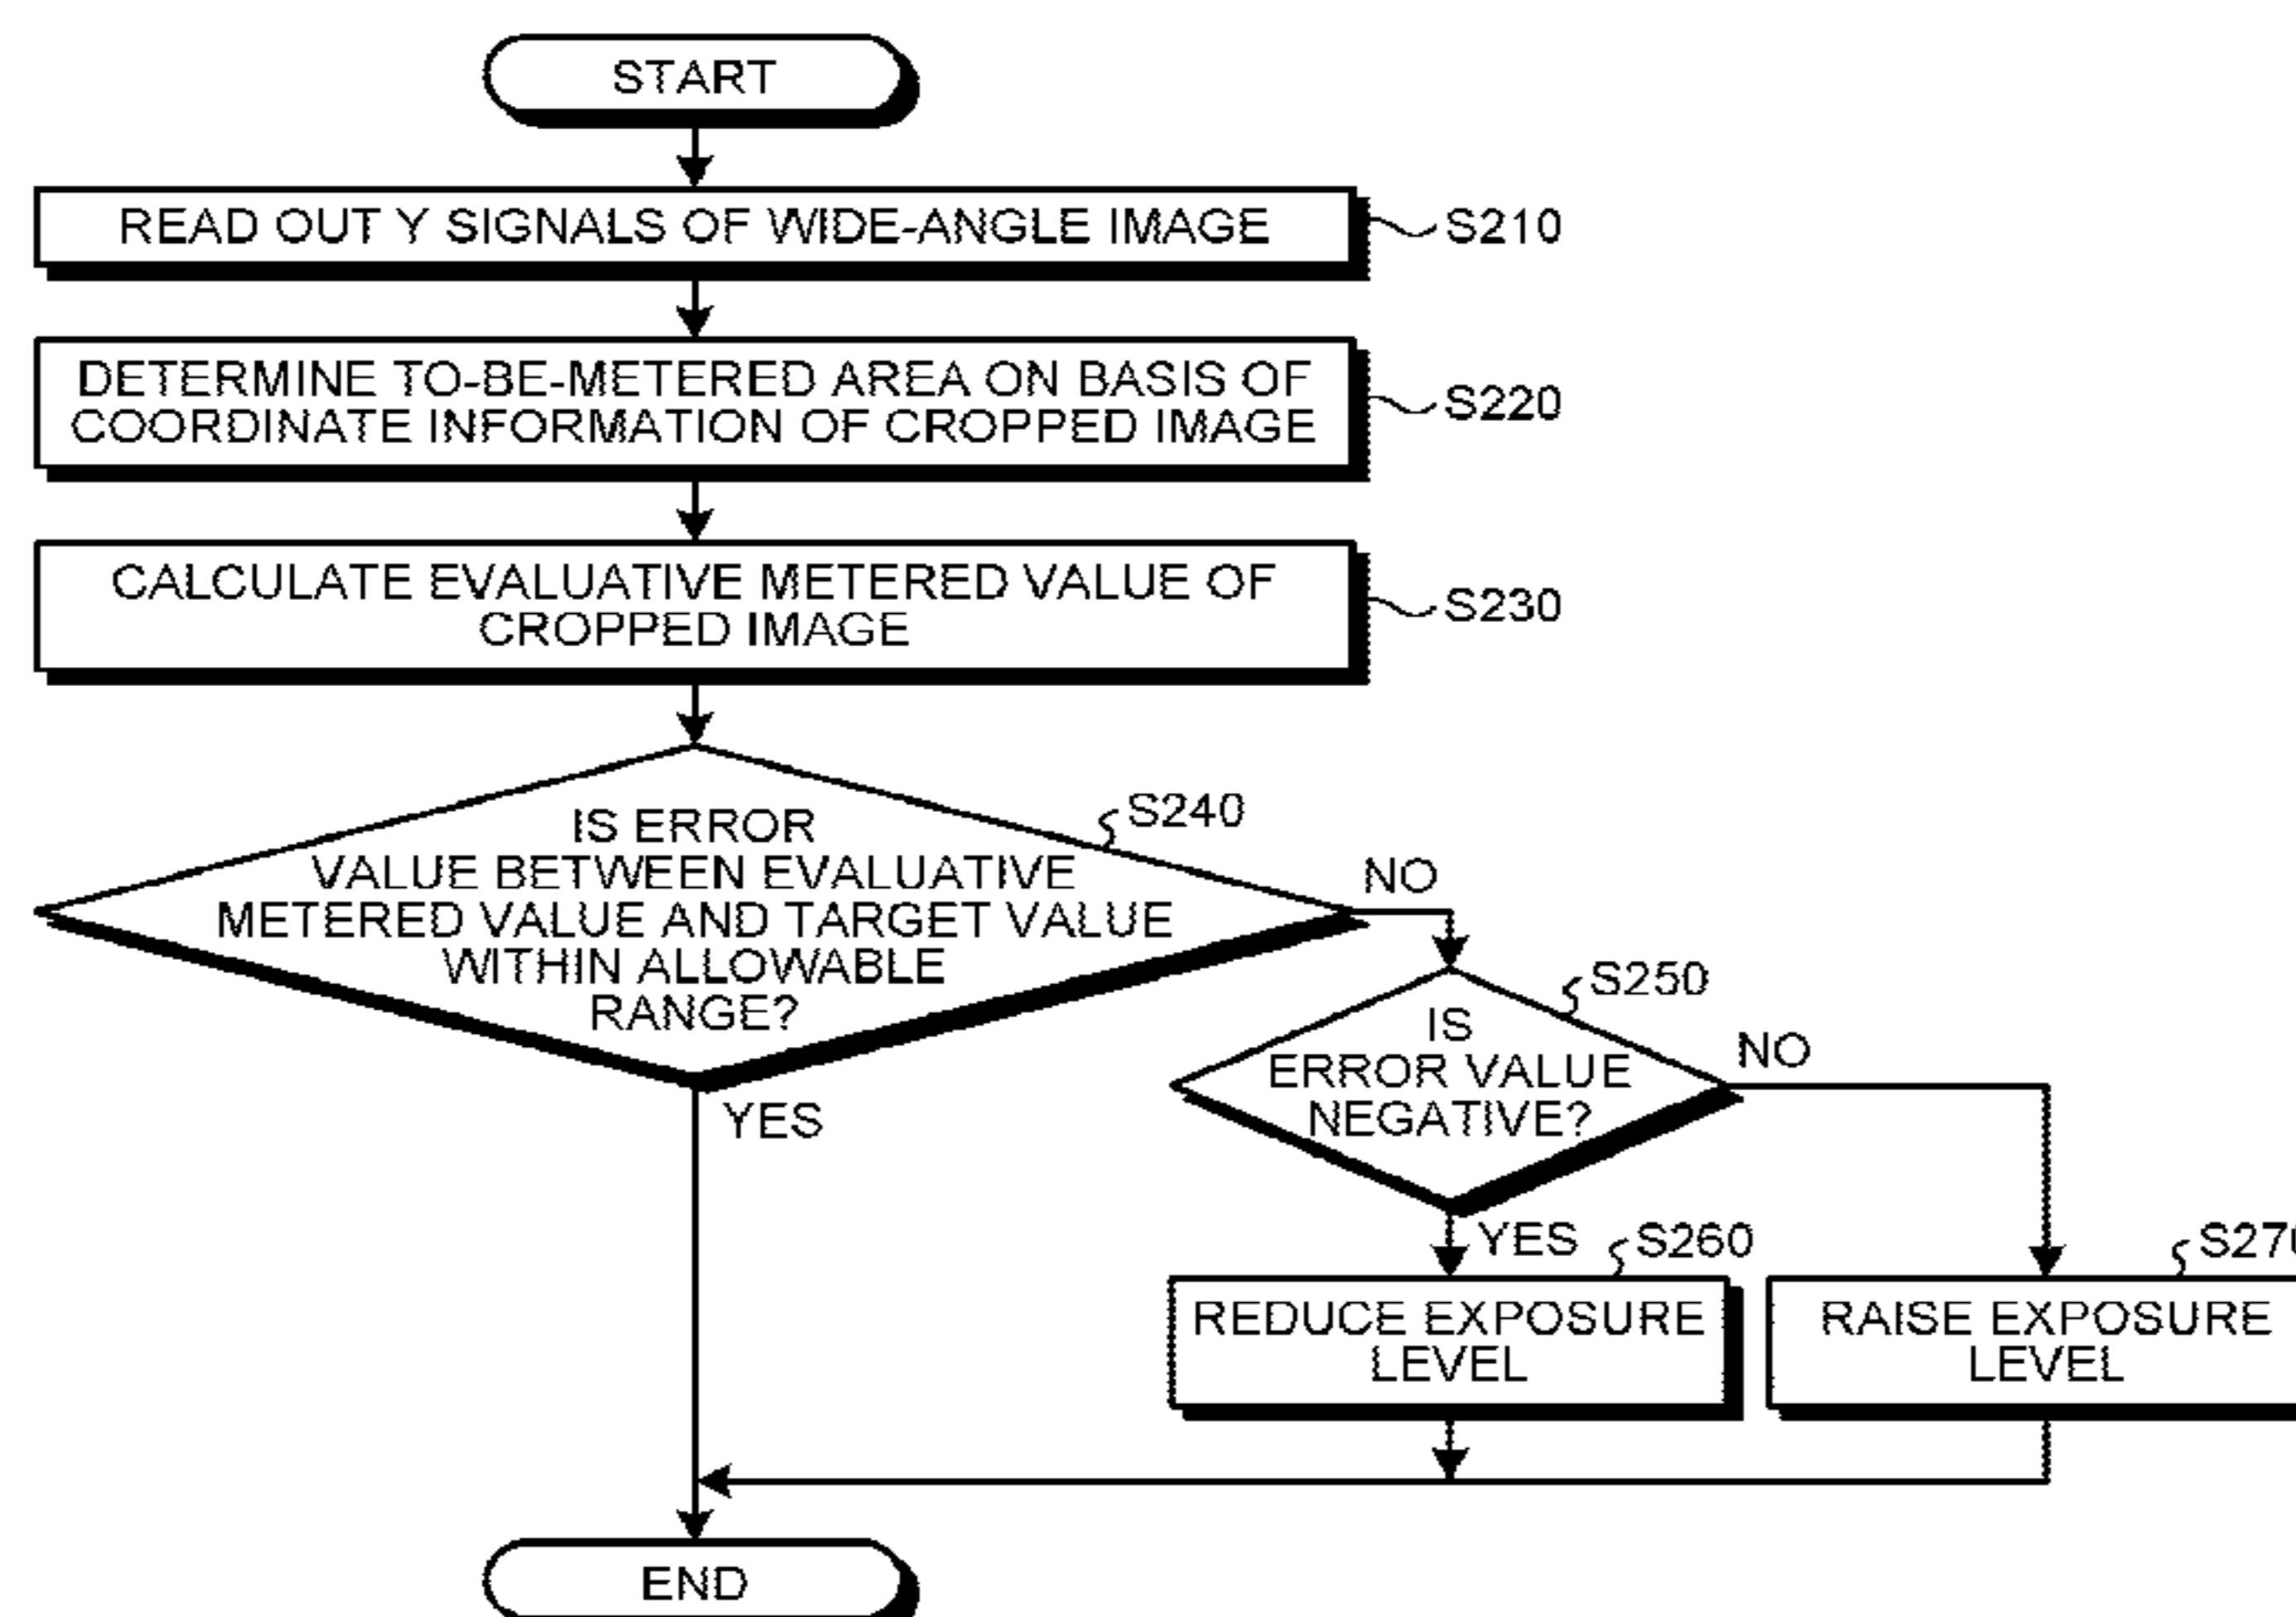 START
READ OUT Y SIGNALS OF WIDE-ANGLE IMAGE
S210
DETERMINE TO-BE-METERED AREA ON BASIS OF
COORDINATE INFORMATION OF CROPPED IMAGE
S220
CALCULATE EVALUATIVE METERED VALUE OF
CROPPED IMAGE
S230
IS ERROR
VALUE BETWEEN EVALUATIVE
METERED VALUE AND TARGET VALUE
WITHIN ALLOWABLE
RANGE?
S240
NO
YES
IS
ERROR VALUE
NEGATIVE?
S250
NO
YES
S260
REDUCE EXPOSURE
LEVEL
S270
RAISE EXPOSURE
LEVEL
END